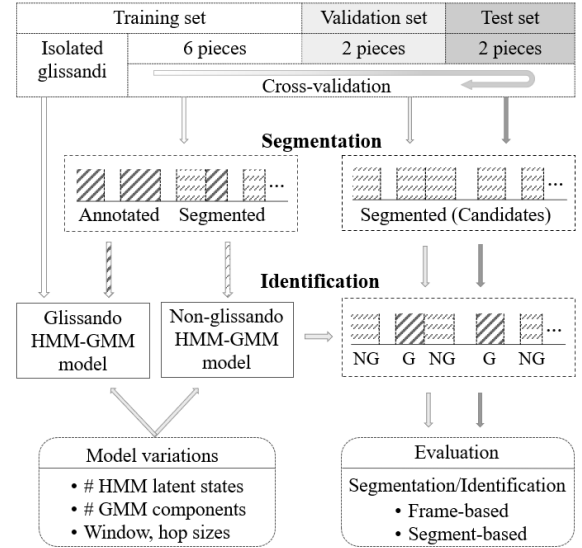 Training set
Validation set
Test set
Isolated
glissandi
6 pieces
2 pieces
2 pieces
Cross-validation
Segmentation
...
...
Annotated
Segmented
Segmented (Candidates)
Identification
Glissando
HMM-GMM
model
Non-glissando
HMM-GMM
model
...
NG G NG G NG
Model variations
• # HMM latent states
• # GMM components
• Window, hop sizes
Evaluation
Segmentation/Identification
• Frame-based
• Segment-based